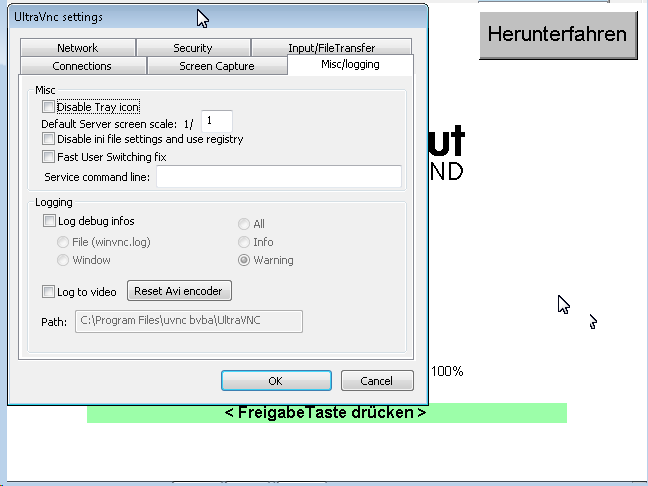 UltraVnc settings
Herunterfahren
Network Security Input/FileTransfer
Connections Screen Capture Misc/logging
Misc
Disable Tray icon
Default Server screen scale: 1/ 1
Disable ini file settings and use registry
Fast User Switching fix
Service command line:
ut
ND
Logging
Log debug infos
All
File (winvnc.log)
Info
Window
Warning
Log to video Reset Avi encoder
Path: C:\Program Files\uvnc bvba\UltraVNC
OK Cancel
100%
< FreigabeTaste drücken >